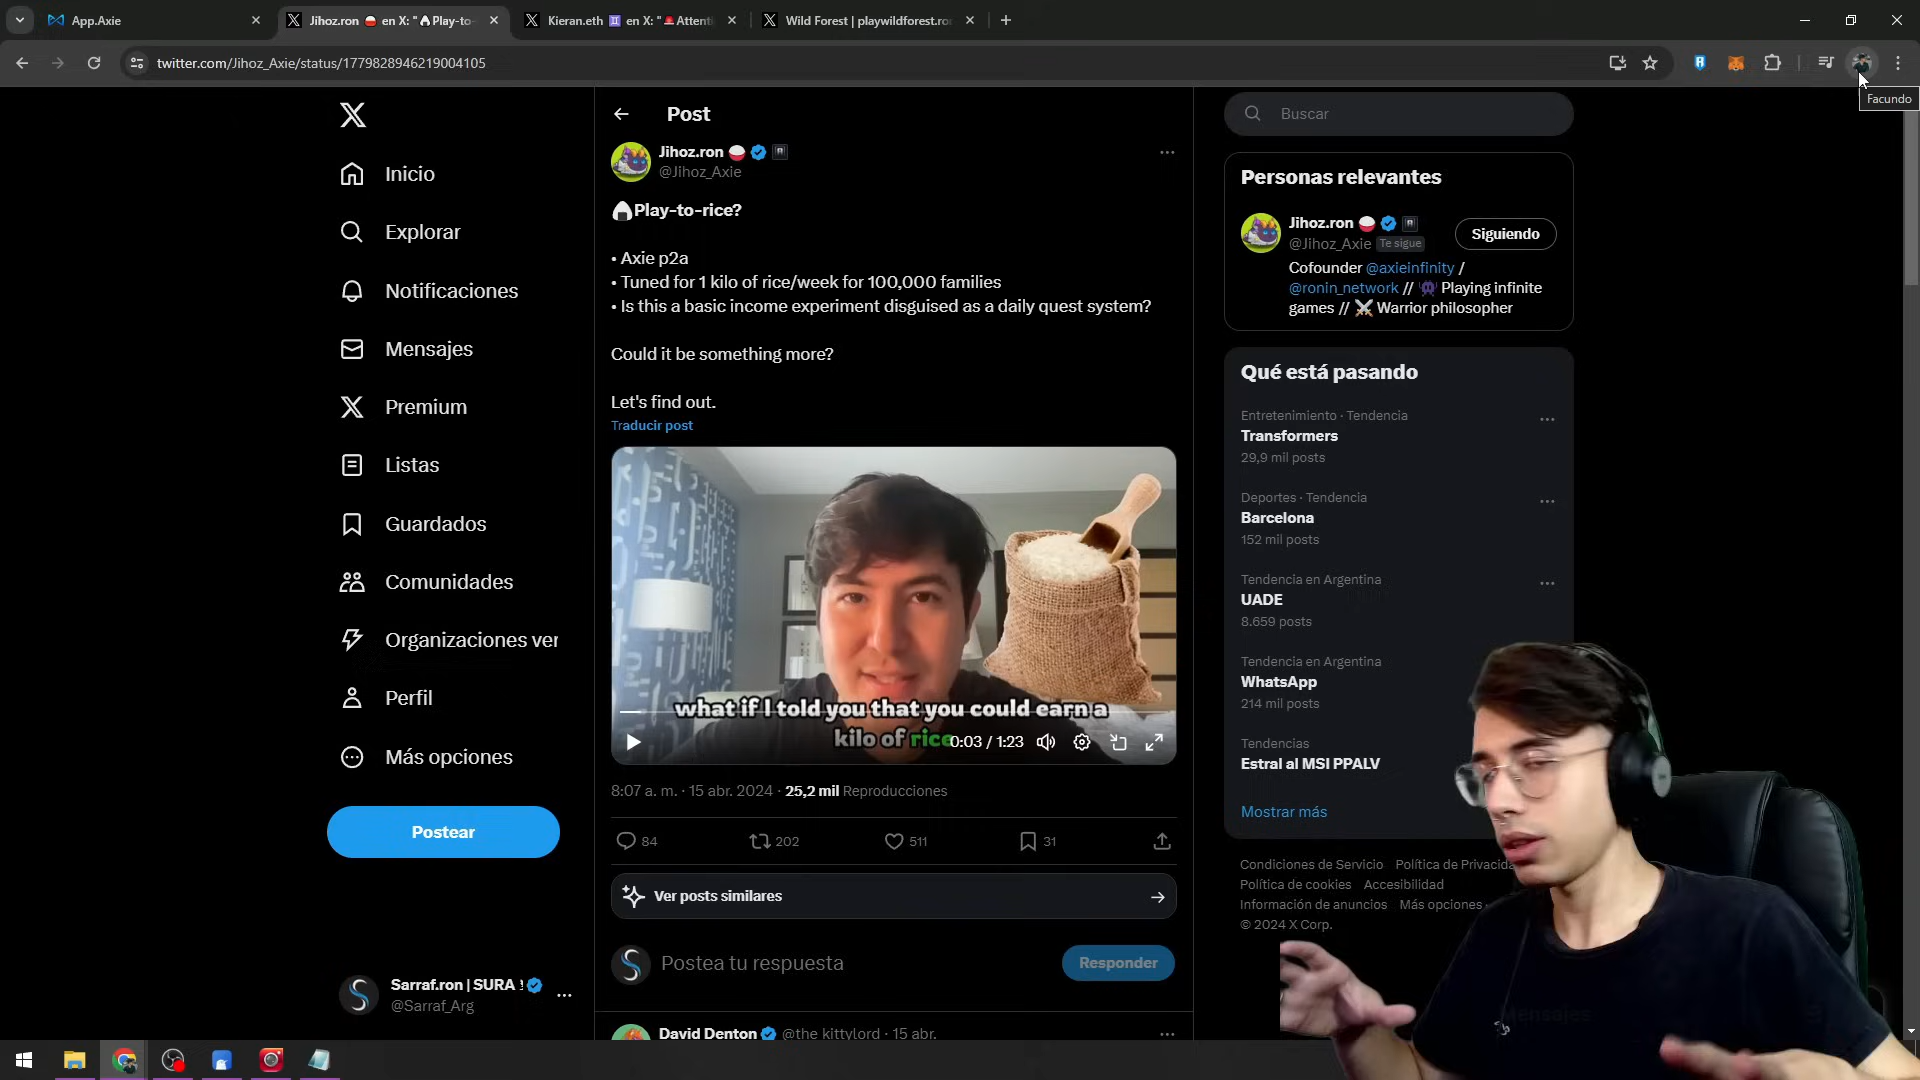 App.Axie
Jihoz.ron en X: "Play-to-
Kieran.eth en X: "Attenti
Wild Forest | playwildforest.ro
twitter.com/Jihoz_Axie/status/1779828946219004105
Facundo
Inicio
Explorar
Notificaciones
Mensajes
Premium
Listas
Guardados
Comunidades
Organizaciones ver
Perfil
Más opciones
Postear
Sarraf.ron | SURA
@Sarraf_Arg
Post
Jihoz.ron
@Jihoz_Axie
🍙Play-to-rice?
• Axie p2a
• Tuned for 1 kilo of rice/week for 100,000 families
• Is this a basic income experiment disguised as a daily quest system?
Could it be something more?
Let's find out.
Traducir post
what if I told you that you could earn a
kilo of rice
0:03 / 1:23
8:07 a. m. · 15 abr. 2024 · 25,2 mil Reproducciones
84 202 511 31
Ver posts similares
Postea tu respuesta
Responder
David Denton @the kittylord · 15 abr.
Buscar
Personas relevantes
Jihoz.ron
@Jihoz_Axie Te sigue
Siguiendo
Cofounder @axieinfinity /
@ronin_network // 👾 Playing infinite
games // ⚔️ Warrior philosopher
Qué está pasando
Entretenimiento · Tendencia
Transformers
29,9 mil posts
Deportes · Tendencia
Barcelona
152 mil posts
Tendencia en Argentina
UADE
8.659 posts
Tendencia en Argentina
WhatsApp
214 mil posts
Tendencias
Estral al MSI PPALV
Mostrar más
Condiciones de Servicio Política de Privacida
Política de cookies Accesibilidad
Información de anuncios Más opciones
© 2024 X Corp.